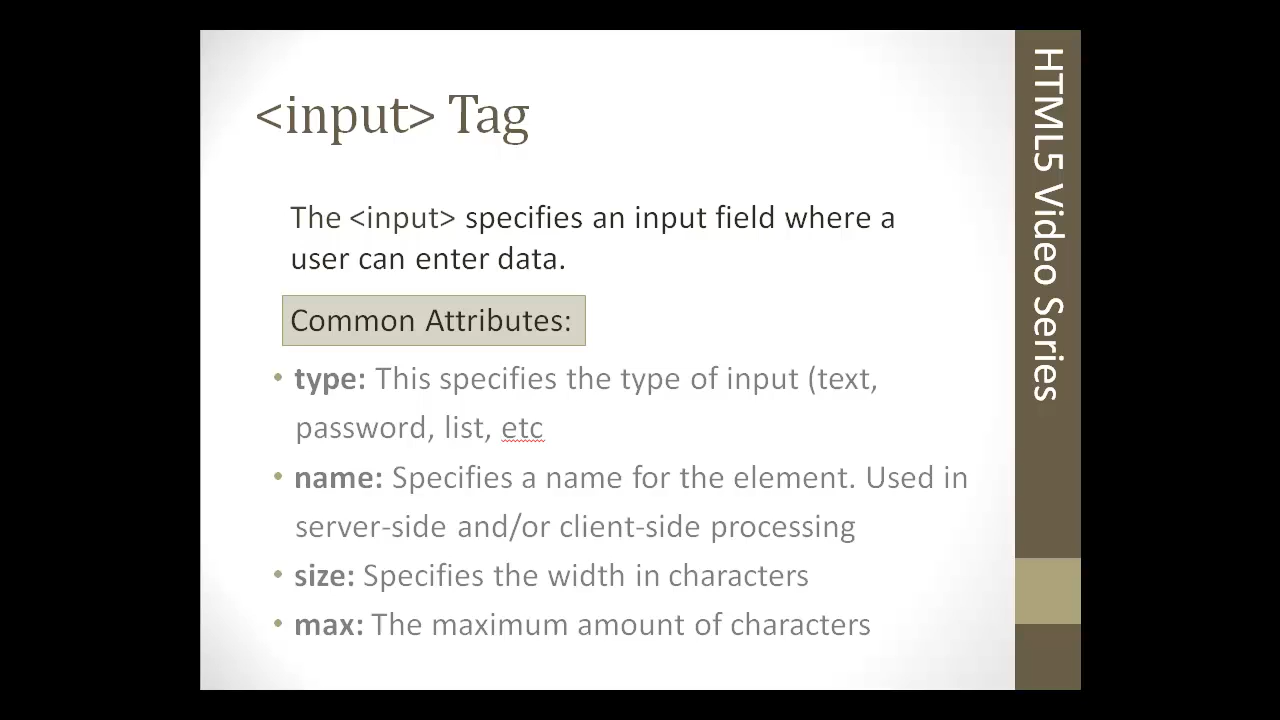 <input> Tag
The <input> specifies an input field where a
user can enter data.
Common Attributes:
• type: This specifies the type of input (text,
password, list, etc
• name: Specifies a name for the element. Used in
server-side and/or client-side processing
• size: Specifies the width in characters
• max: The maximum amount of characters
HTML5 Video Series